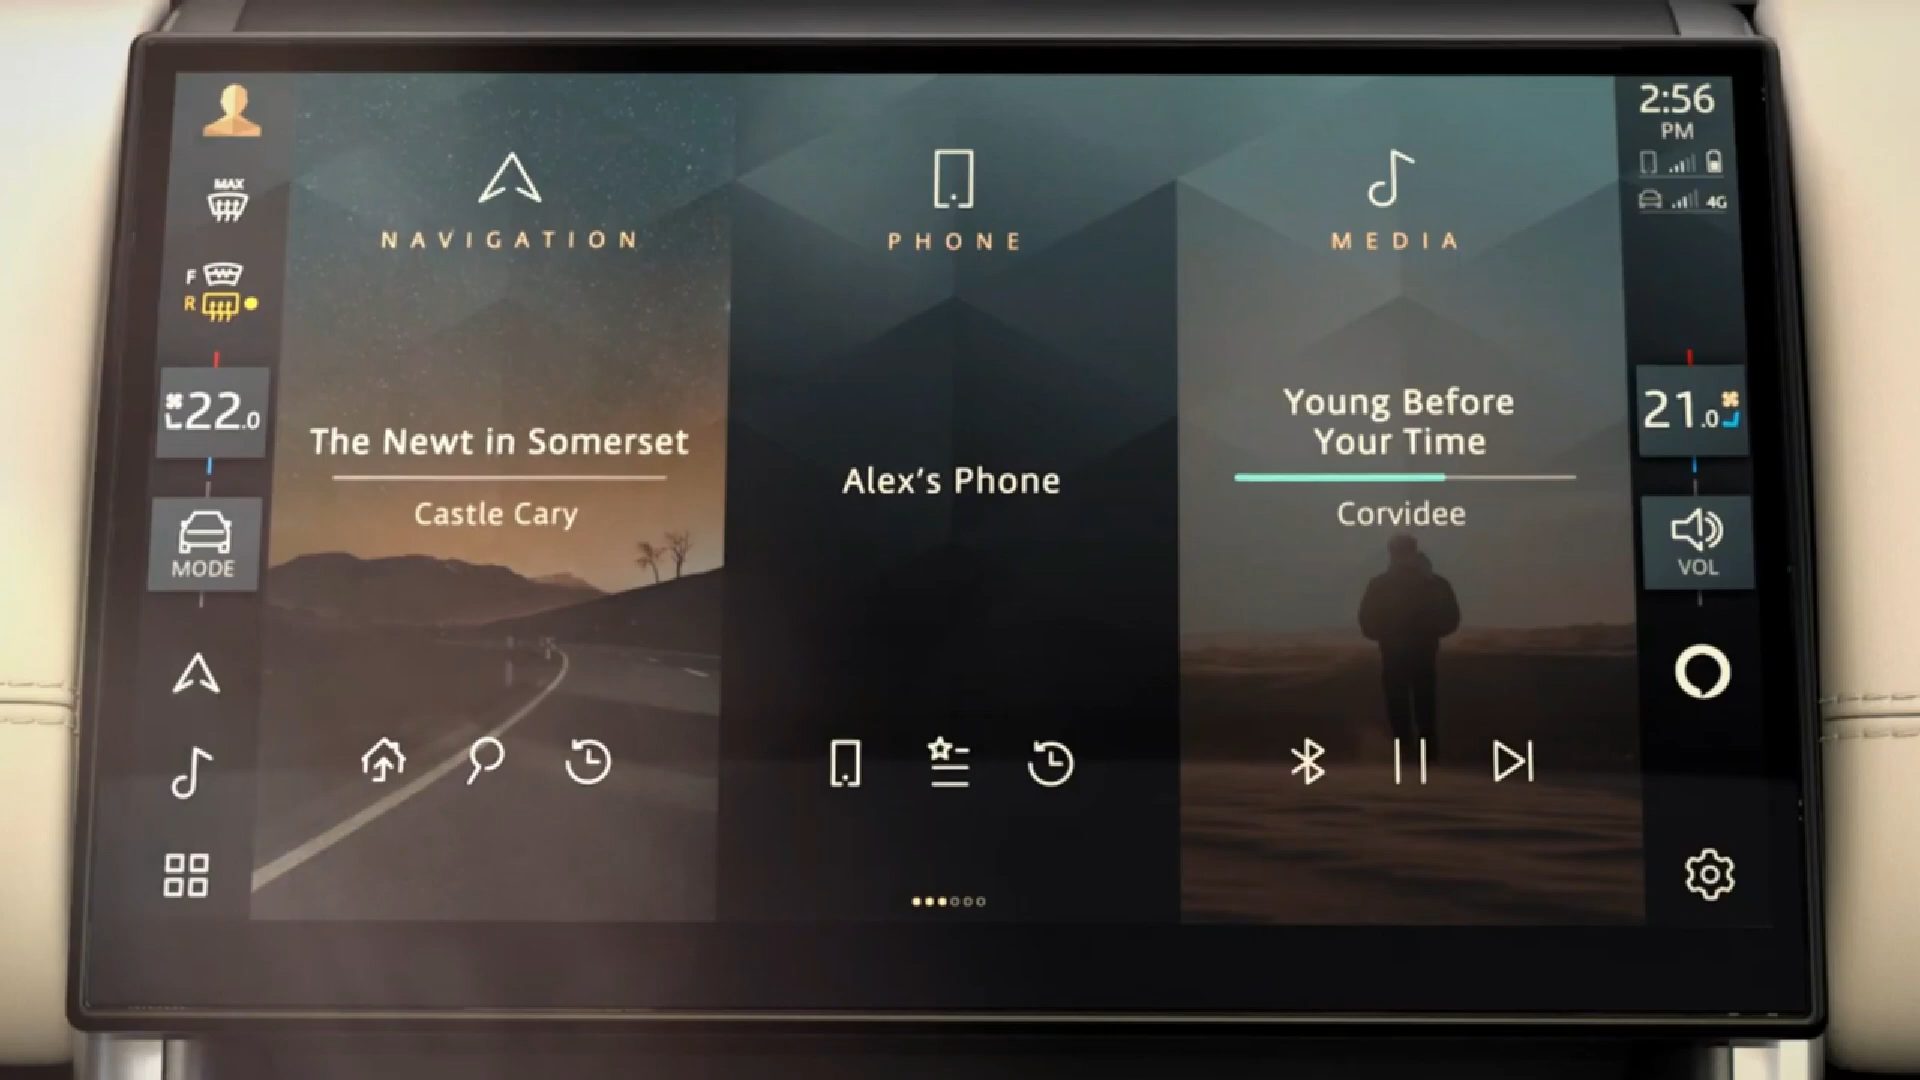 2:56
PM
MAX
4G
NAVIGATION
PHONE
MEDIA
F
R
22.0
21.0
Young Before
Your Time
The Newt in Somerset
Alex's Phone
Castle Cary
Corvidee
MODE
VOL